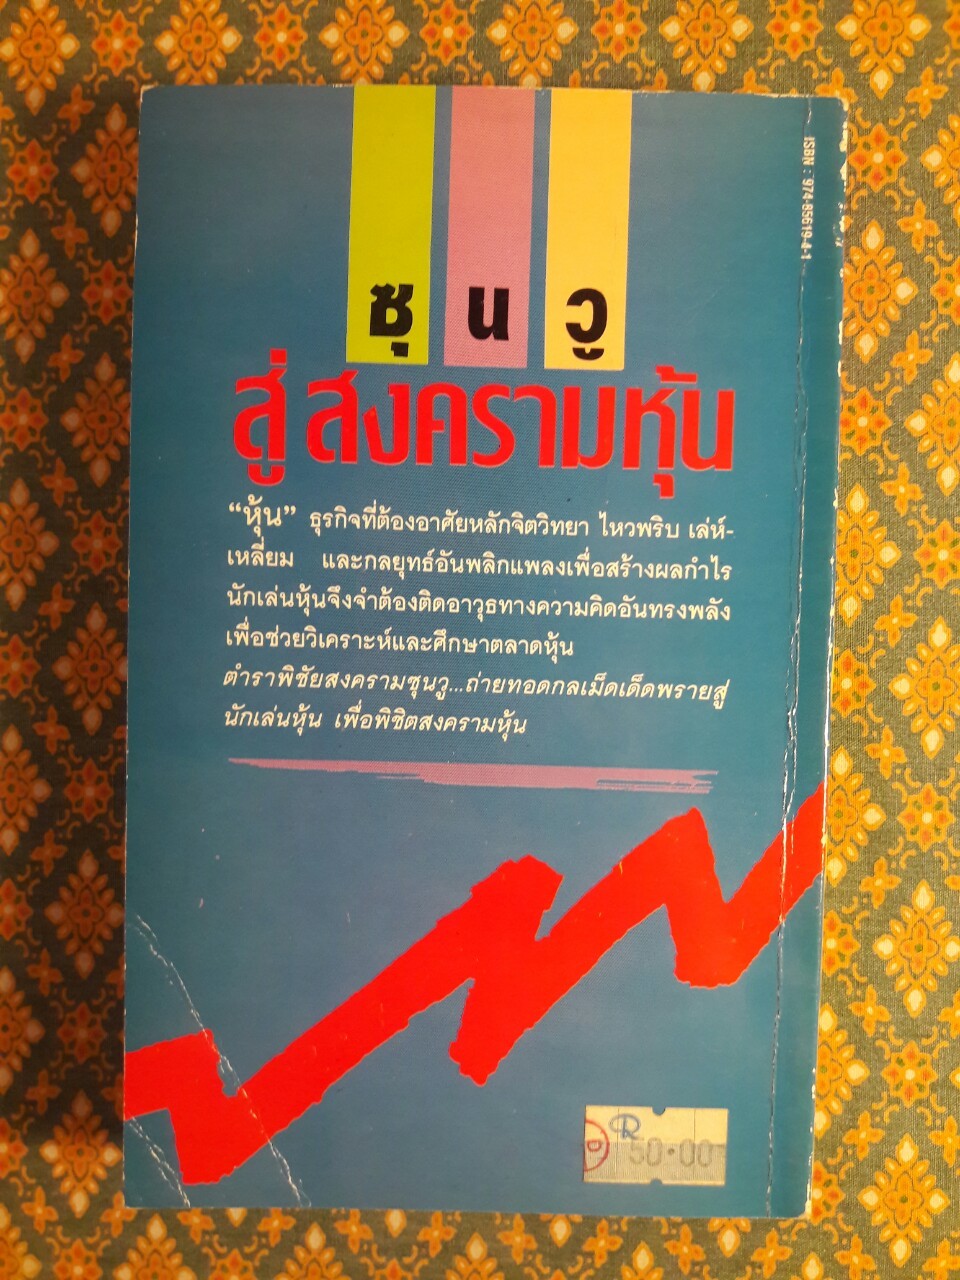 ซุนวู
สู่สงครามหุ้น
“หุ้น” ธุรกิจที่ต้องอาศัยหลักจิตวิทยา ไหวพริบ เล่ห์-
เหลี่ยม และกลยุทธ์อันพลิกแพลงเพื่อสร้างผลกำไร
นักเล่นหุ้นจึงจำต้องติดอาวุธทางความคิดอันทรงพลัง
เพื่อช่วยวิเคราะห์และศึกษาตลาดหุ้น
ตำราพิชัยสงครามซุนวู...ถ่ายทอดกลเม็ดเด็ดพรายสู่
นักเล่นหุ้น เพื่อพิชิตสงครามหุ้น
ISBN : 974-85619-4-1
R
50.00